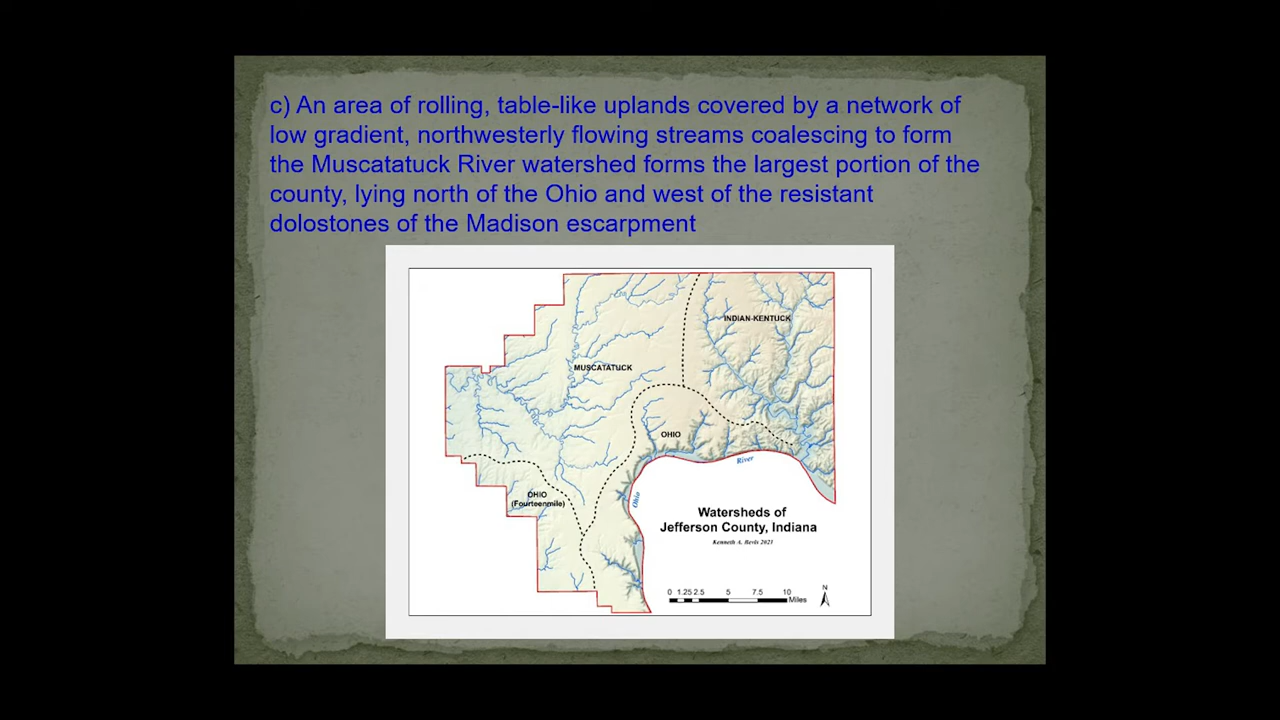 c) An area of rolling, table-like uplands covered by a network of
low gradient, northwesterly flowing streams coalescing to form
the Muscatatuck River watershed forms the largest portion of the
county, lying north of the Ohio and west of the resistant
dolostones of the Madison escarpment
INDIAN-KENTUCK
MUSCATATUCK
OHIO
River
Ohio
OHIO
(Fourteenmile)
Watersheds of
Jefferson County, Indiana
Kenneth A. 2021
N
0 1.25 2.5 5 7.5 10
Miles